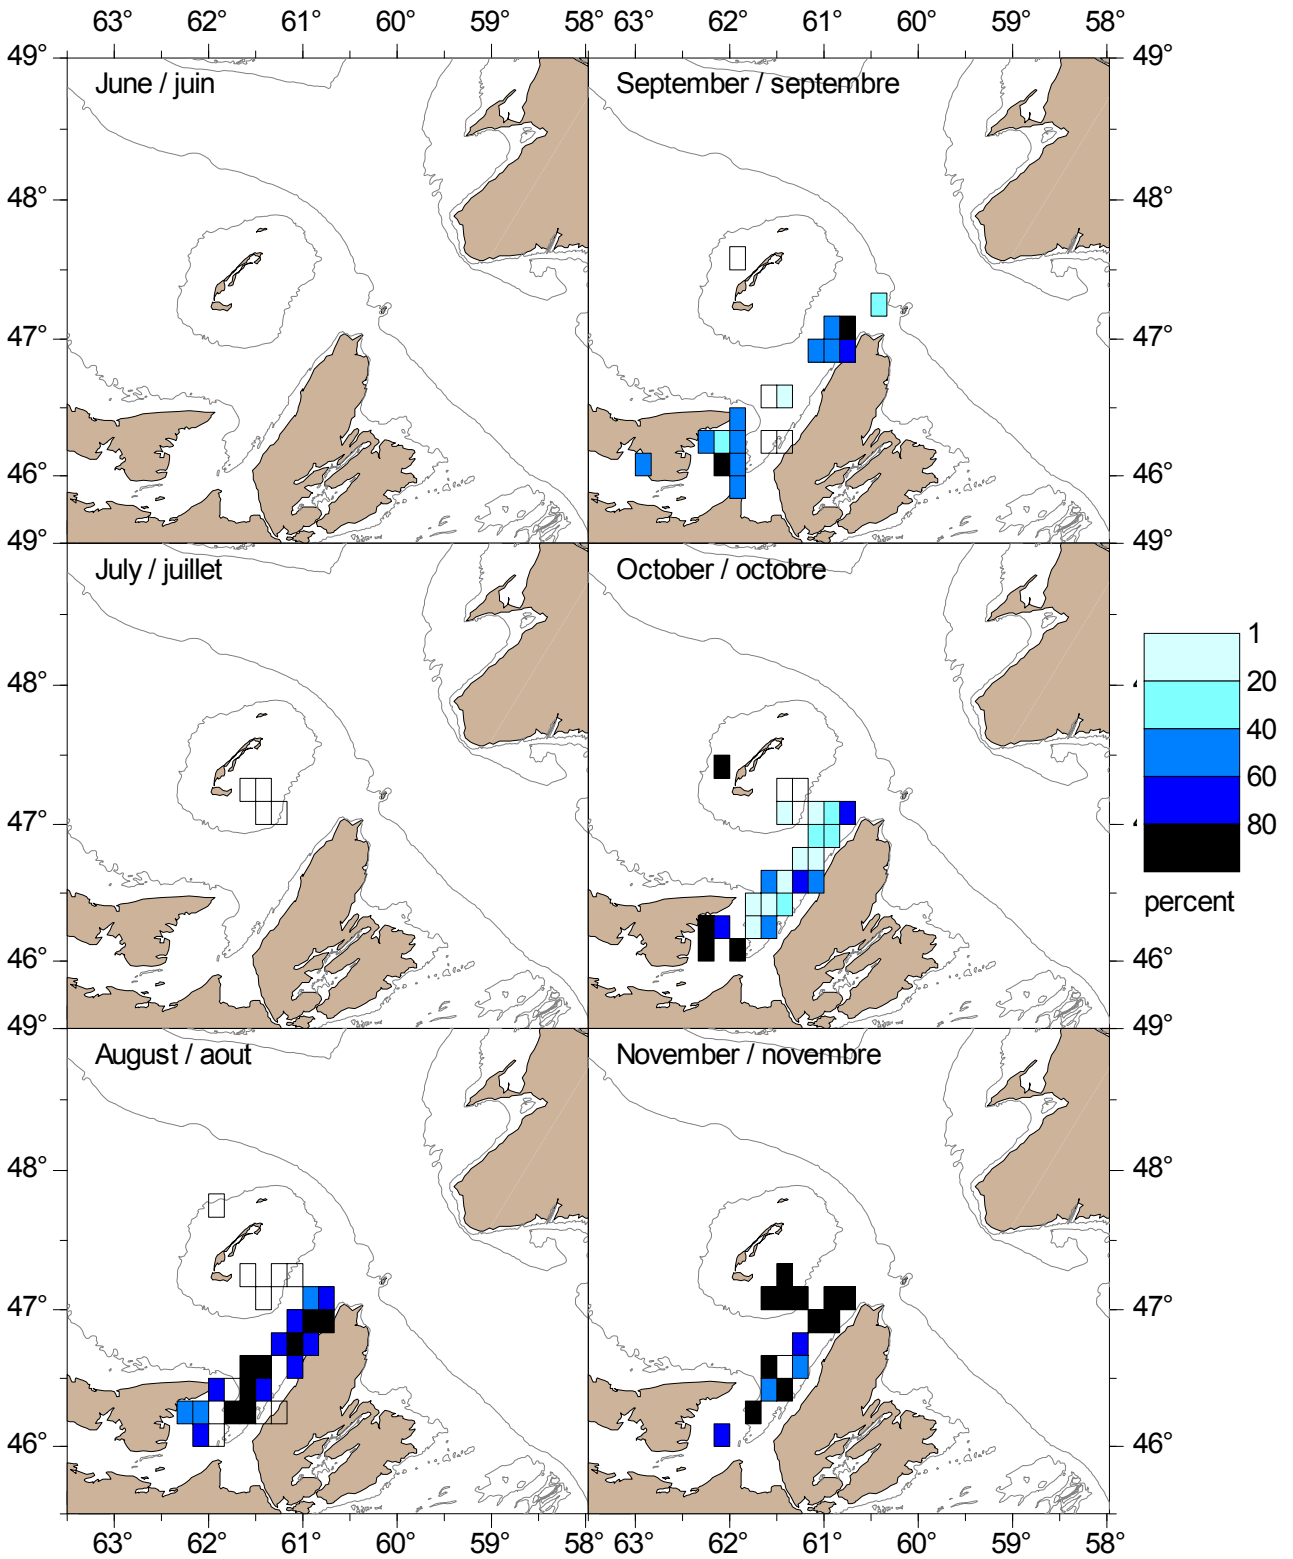 63° 62° 61° 60° 59° 58° 63° 62° 61° 60° 59° 58°
49° June / juin September / septembre 49°
48° 48°
47° 47°
46° 46°
49° July / juillet October / octobre 49°
48°
47°
46° 46°
49° August / aout November / novembre 49°
48° 48°
47° 47°
46° 46°
63° 62° 61° 60° 59° 58° 63° 62° 61° 60° 59° 58°
1
20
40
60
80
percent